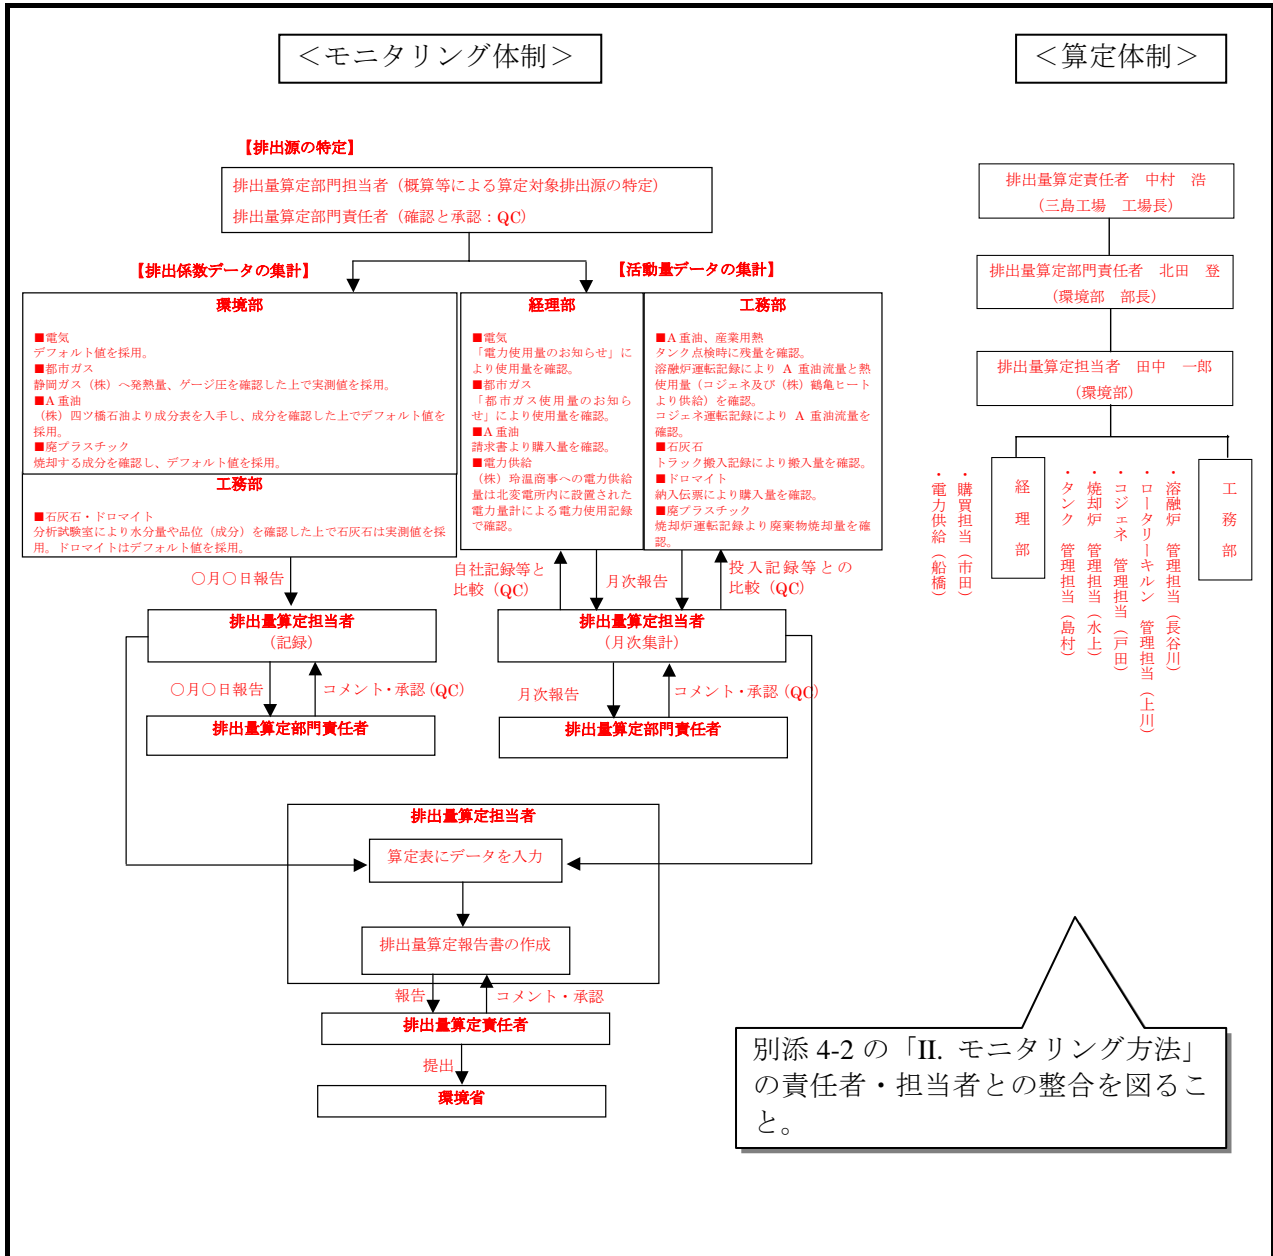 ＜モニタリング体制＞
【排出源の特定】
排出量算定部門担当者（概算等による算定対象排出源の特定）
排出量算定部門責任者（確認と承認：QC）
【排出係数データの集計】
【活動量データの集計】
環境部
■電気
デフォルト値を採用。
■都市ガス
静岡ガス（株）へ発熱量、ゲージ圧を確認した上で実測値を採用。
■A 重油
（株）四ツ橋石油より成分表を入手し、成分を確認した上でデフォルト値を
採用。
■廃プラスチック
焼却する成分を確認し、デフォルト値を採用。
工務部
■石灰石・ドロマイト
分析試験室により水分量や品位（成分）を確認した上で石灰石は実測値を採
用。ドロマイトはデフォルト値を採用。
経理部
■電気
「電力使用量のお知らせ」に
より使用量を確認。
■都市ガス
「都市ガス使用量のお知ら
せ」により使用量を確認。
■A 重油
請求書より購入量を確認。
■電力供給
（株）玲温商事への電力供給
量は北変電所内に設置された
電力量計による電力使用記録
で確認。
工務部
■A 重油、産業用熱
タンク点検時に残量を確認。
溶融炉運転記録により A 重油流量と熱
使用量（コジェネ及び（株）鶴亀ヒート
より供給）を確認。
コジェネ運転記録により A 重油流量を
確認。
■石灰石
トラック搬入記録により搬入量を確認。
■ドロマイト
納入伝票により購入量を確認。
■廃プラスチック
焼却炉運転記録より廃棄物焼却量を確
認。
〇月〇日報告
自社記録等と
比較（QC）
月次報告
投入記録等との
比較（QC）
排出量算定担当者
（記録）
排出量算定担当者
（月次集計）
〇月〇日報告
コメント・承認（QC）
月次報告
コメント・承認（QC）
排出量算定部門責任者
排出量算定部門責任者
排出量算定担当者
算定表にデータを入力
排出量算定報告書の作成
報告
コメント・承認
排出量算定責任者
提出
環境省
＜算定体制＞
排出量算定責任者　中村　浩
（三島工場　工場長）
排出量算定部門責任者　北田　登
（環境部　部長）
排出量算定担当者　田中　一郎
（環境部）
経理部
・購買担当（市田）
・電力供給（船橋）
工務部
・溶融炉　管理担当（長谷川）
・ロータリーキルン　管理担当（上川）
・コジェネ　管理担当（戸田）
・焼却炉　管理担当（水上）
・タンク　管理担当（島村）
別添 4-2 の「II. モニタリング方法」
の責任者・担当者との整合を図るこ
と。